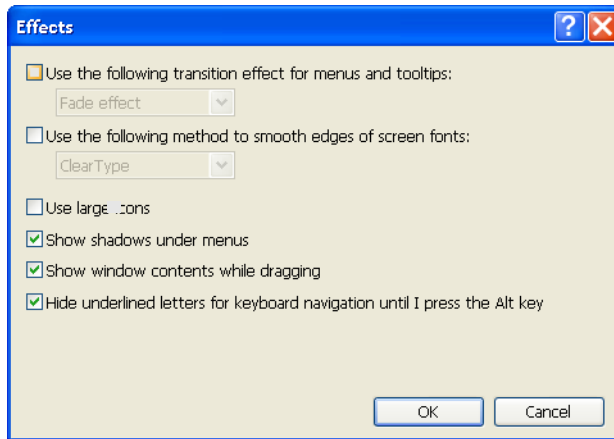 Effects
Use the following transition effect for menus and tooltips:
Fade effect
Use the following method to smooth edges of screen fonts:
ClearType
Use large icons
Show shadows under menus
Show window contents while dragging
Hide underlined letters for keyboard navigation until I press the Alt key
OK
Cancel